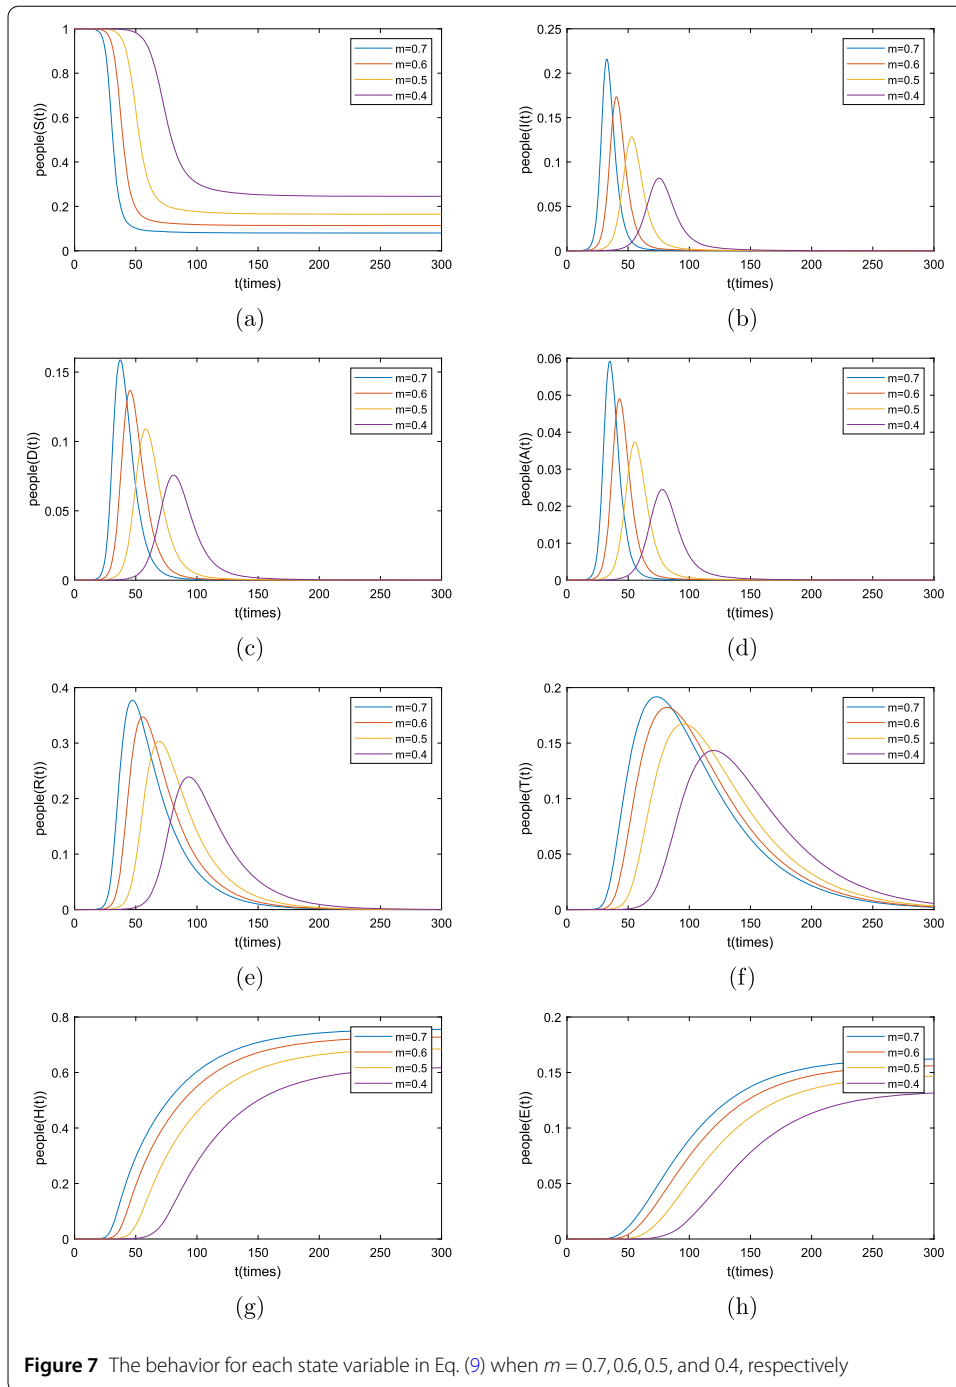 1
0.8
0.6
0.4
0.2
0
people(S(t))
0 50 100 150 200 250 300
t(times)
m=0.7
m=0.6
m=0.5
m=0.4
(a)
0.25
0.2
0.15
0.1
0.05
0
people(I(t))
0 50 100 150 200 250 300
t(times)
m=0.7
m=0.6
m=0.5
m=0.4
(b)
0.15
0.1
0.05
0
people(D(t))
0 50 100 150 200 250 300
t(times)
m=0.7
m=0.6
m=0.5
m=0.4
(c)
0.06
0.05
0.04
0.03
0.02
0.01
0
people(A(t))
0 50 100 150 200 250 300
t(times)
m=0.7
m=0.6
m=0.5
m=0.4
(d)
0.4
0.3
0.2
0.1
0
people(R(t))
0 50 100 150 200 250 300
t(times)
m=0.7
m=0.6
m=0.5
m=0.4
(e)
0.2
0.15
0.1
0.05
0
people(T(t))
0 50 100 150 200 250 300
t(times)
m=0.7
m=0.6
m=0.5
m=0.4
(f)
0.8
0.6
0.4
0.2
0
people(H(t))
0 50 100 150 200 250 300
t(times)
m=0.7
m=0.6
m=0.5
m=0.4
(g)
0.2
0.15
0.1
0.05
0
people(E(t))
0 50 100 150 200 250 300
t(times)
m=0.7
m=0.6
m=0.5
m=0.4
(h)
Figure 7 The behavior for each state variable in Eq. (9) when m = 0.7, 0.6, 0.5, and 0.4, respectively